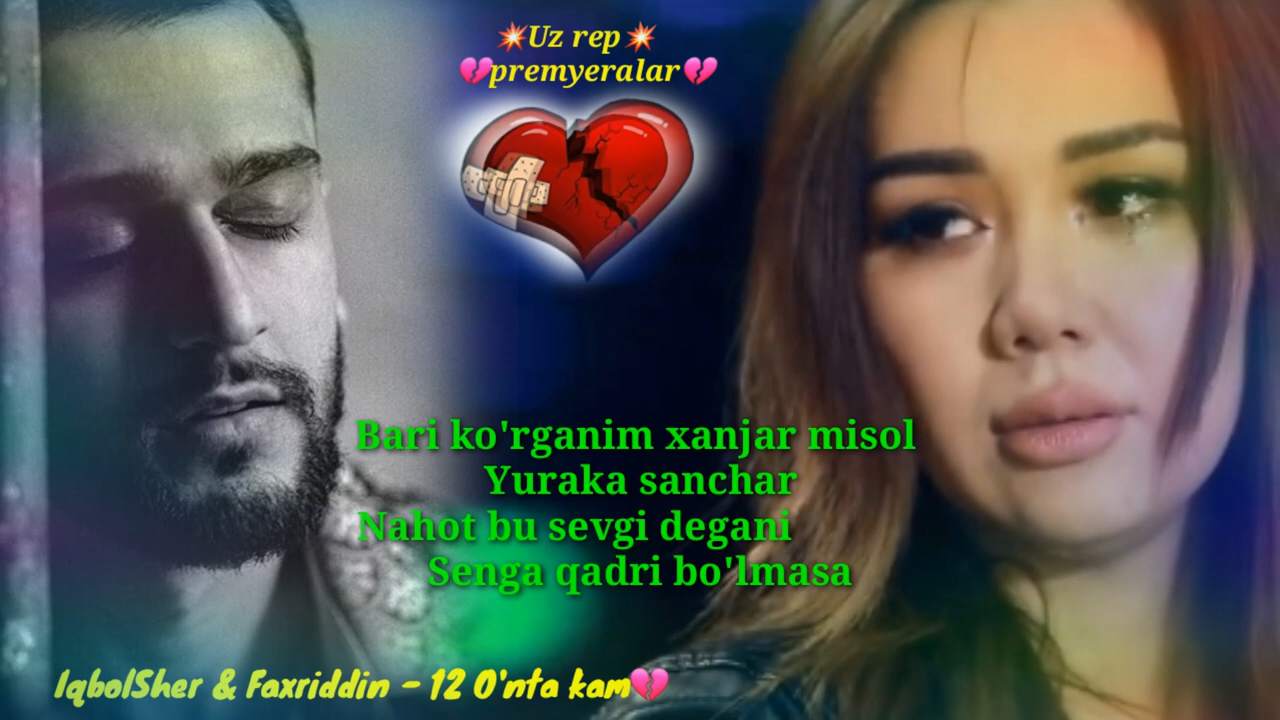 💥Uz rep💥
💔premyeralar💔
Bari ko'rganim xanjar misol
Yuraka sanchar
Nahot bu sevgi degani
Senga qadri bo'lmasa
IqbolSher & Faxriddin - 12 O'nta kam💔